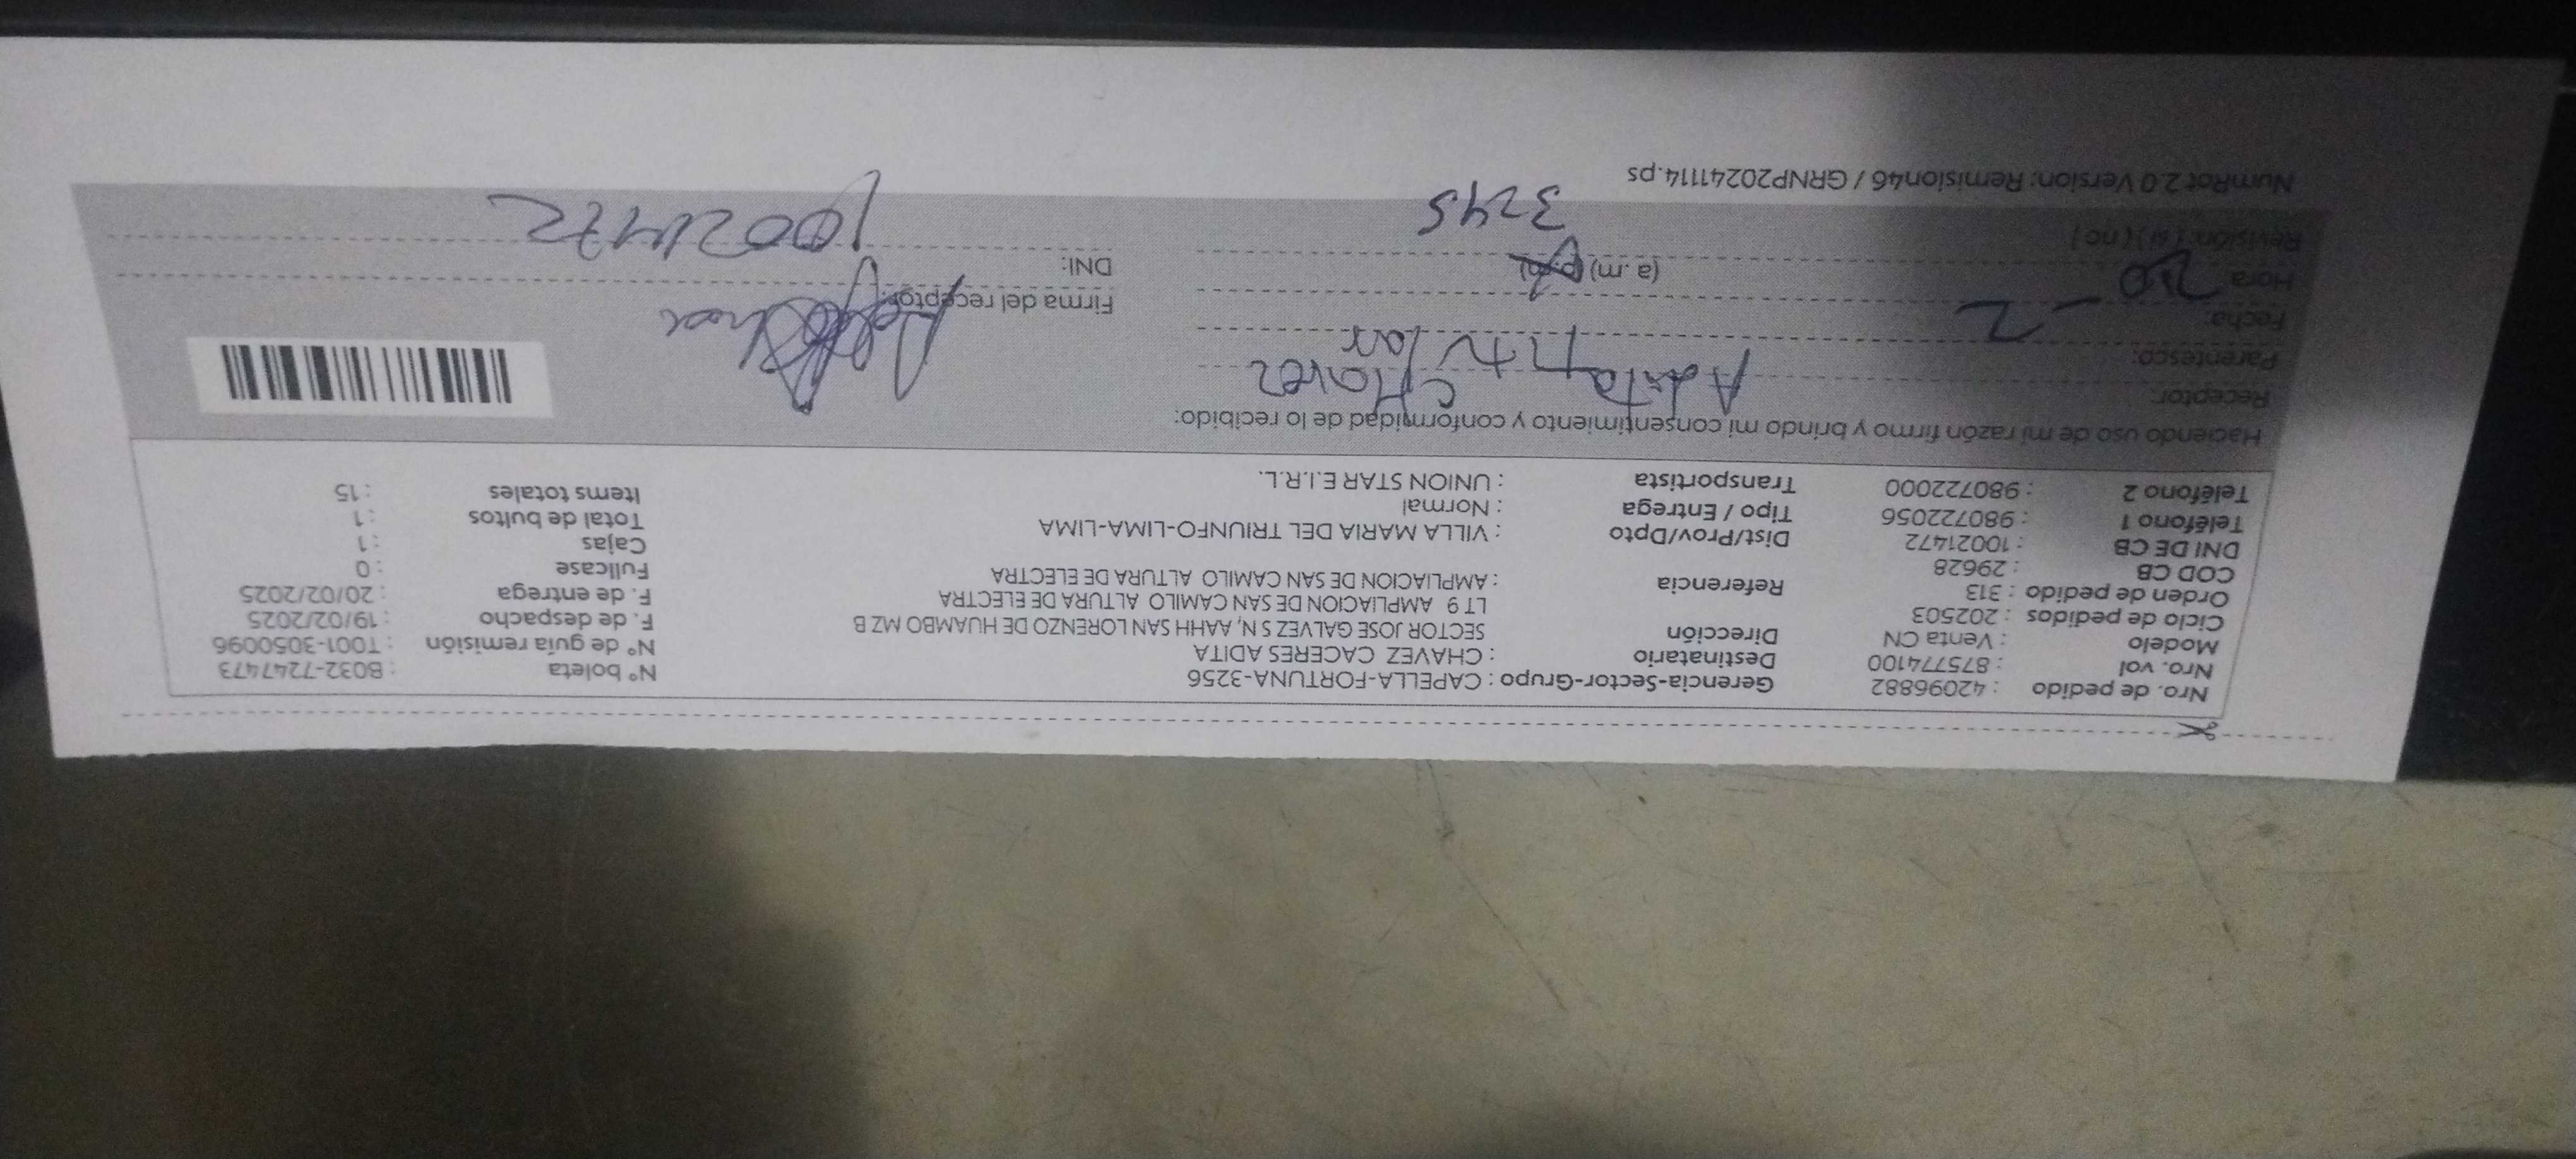 Nro. de pedido : 42096882 Gerencia-Sector-Grupo : CAPELLA-FORTUNA-3256 N° boleta : B032-7247473
Nro. vol : 87577474100 Destinatario : CHAVEZ CACERES ADITA N° de guía remisión : T001-3050096
Modelo : Venta CN Dirección SECTOR JOSE GALVEZ S N, AAHH SAN LORENZO DE HUAMBO MZ B F. de despacho : 19/02/2025
Ciclo de pedidos : 202503 LT 9 AMPLIACION DE SAN CAMILO ALTURA DE ELECTRA F. de entrega : 20/02/2025
Orden de pedido : 313 Referencia : AMPLIACION DE SAN CAMILO ALTURA DE ELECTRA Fullcase : 0
COD CB : 29628 Dist/Prov/Dpto : VILLA MARIA DEL TRIUNFO-LIMA-LIMA Cajas : 1
DNI DE CB : 10021472 Tipo / Entrega : Normal Total de bultos : 1
Teléfono 1 : 980722056 Transportista : UNION STAR E.I.R.L. Items totales : 15
Teléfono 2 : 980722000
Haciendo uso de mi razón firmo y brindo mi consentimiento y conformidad de lo recibido:
Receptor: Adita CHavez
Parentesco: titular
Fecha: 20 - 2
Firma del receptor:
Hora (a.m) (p.m)
DNI: 10021472
Revisión: ( si ) ( no ) 3245
NumRot 2.0 Version: Remision46 / GRNP20241114.ps